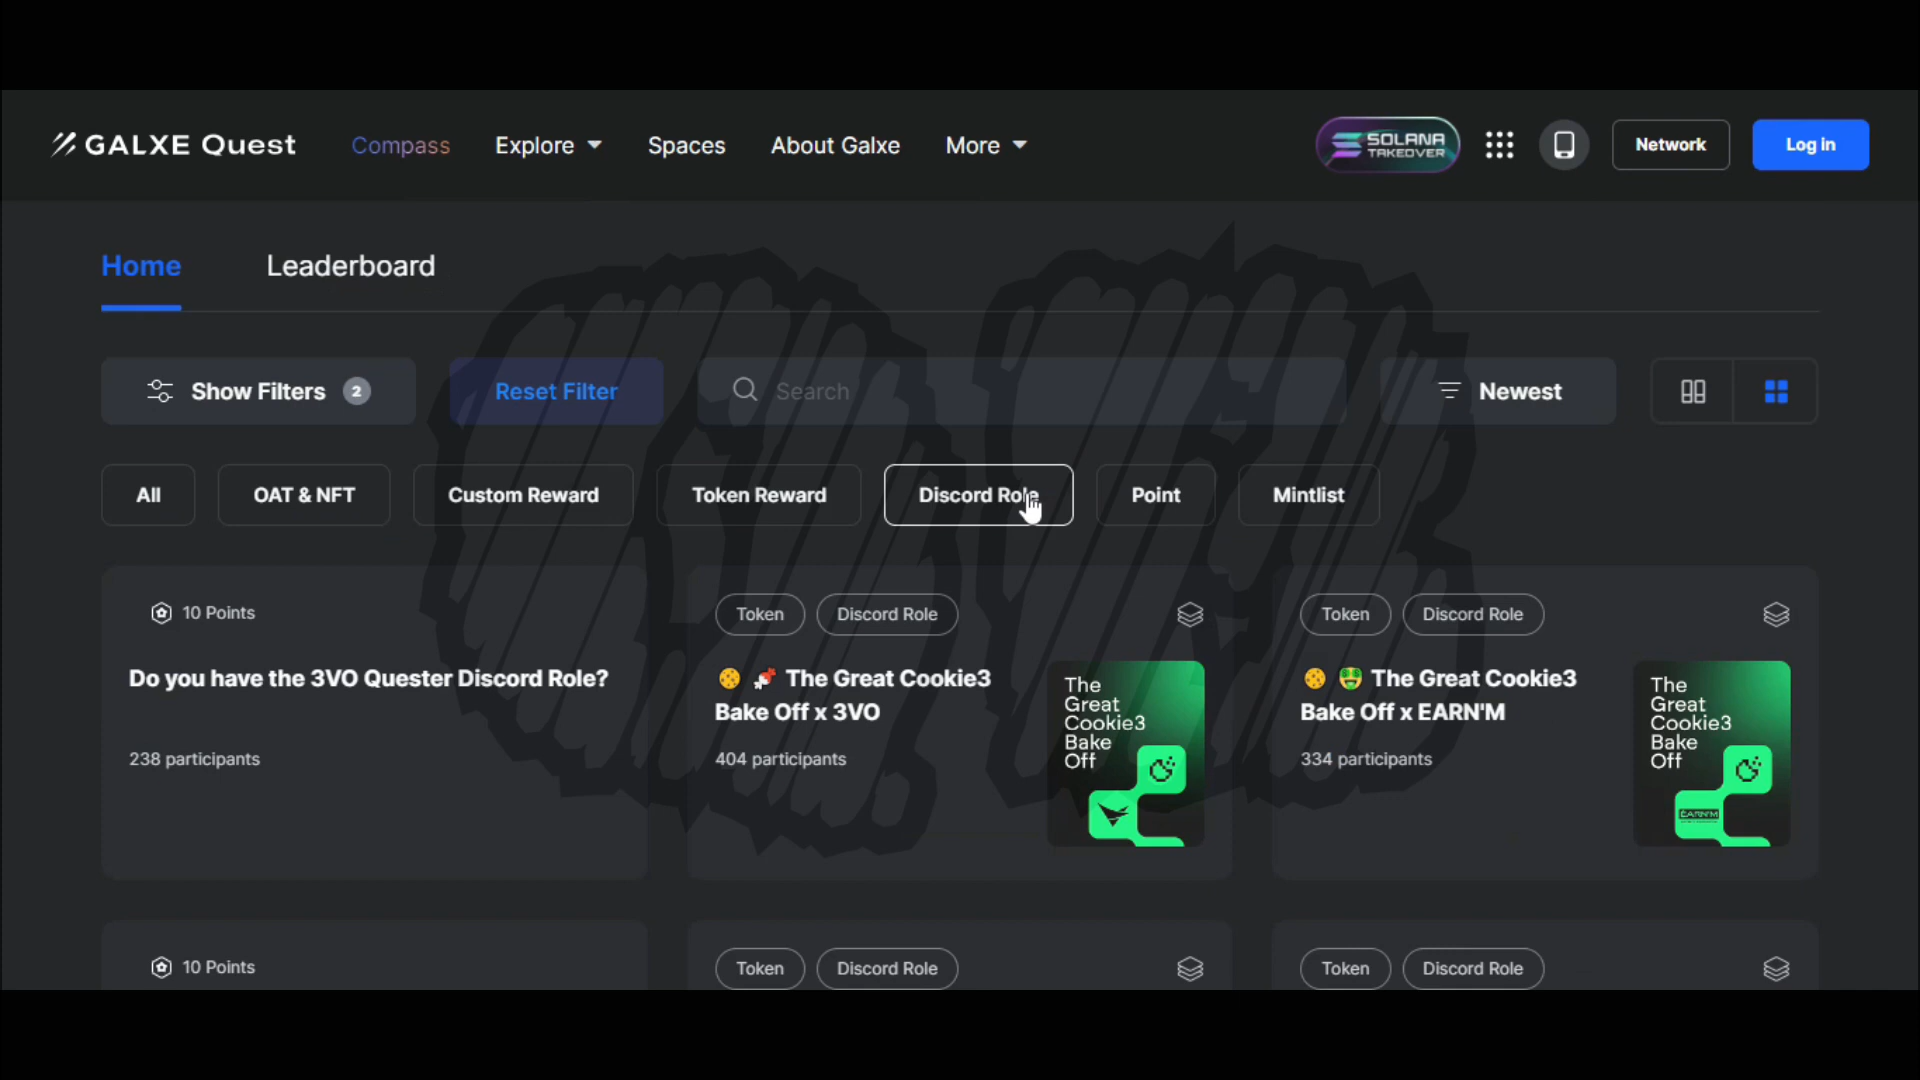 GALXE Quest
Compass
Explore
Spaces
About Galxe
More
SOLANA
TAKEOVER
Network
Log In
Home
Leaderboard
Show Filters 2
Reset Filter
Search
Newest
All
OAT & NFT
Custom Reward
Token Reward
Discord Role
Point
Mintlist
10 Points
Do you have the 3VO Quester Discord Role?
238 participants
Token
Discord Role
🍪 🍬 The Great Cookie3
Bake Off x 3VO
404 participants
The
Great
Cookie3
Bake
Off
Token
Discord Role
🍪 🤑 The Great Cookie3
Bake Off x EARN'M
334 participants
The
Great
Cookie3
Bake
Off
EARN'M
10 Points
Token
Discord Role
Token
Discord Role